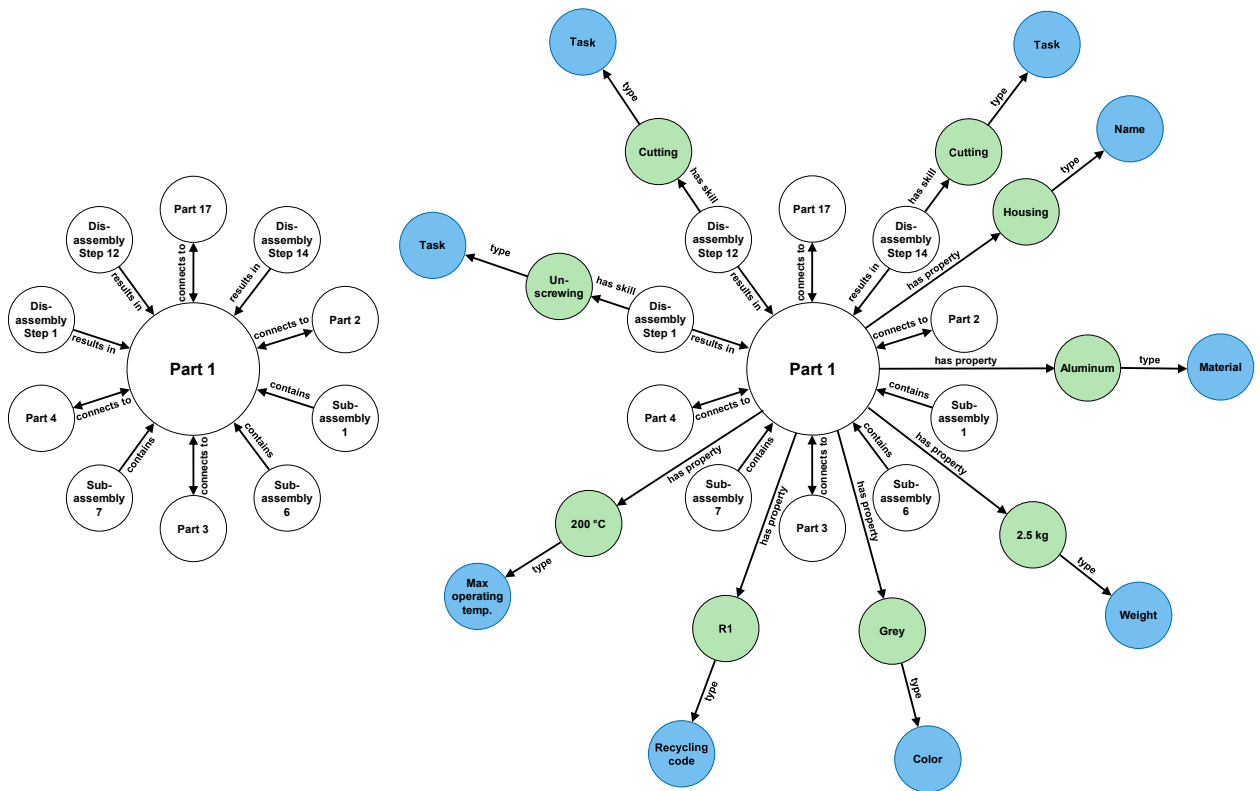 Part 17
Dis-
assembly
Step 12
Dis-
assembly
Step 14
connects to
results in
results in
Dis-
assembly
Step 1
results in
connects to
Part 2
Part 1
Part 4
connects to
contains
Sub-
assembly
1
contains
connects to
contains
Sub-
assembly
7
Part 3
Sub-
assembly
6
Task
Task
type
type
Name
Cutting
Cutting
type
has skill
has skill
Housing
Part 17
Dis-
assembly
Step 12
Dis-
assembly
Step 14
Task
type
connects to
results in
results in
has property
Un-
screwing
has skill
Dis-
assembly
Step 1
results in
connects to
Part 2
Part 1
has property
Aluminum
type
Material
Part 4
connects to
contains
Sub-
assembly
1
has property
contains
connects to
contains
has property
Sub-
assembly
7
Part 3
Sub-
assembly
6
200 °C
has property
has property
2.5 kg
type
type
Max
operating
temp.
Weight
R1
Grey
type
type
Recycling
code
Color